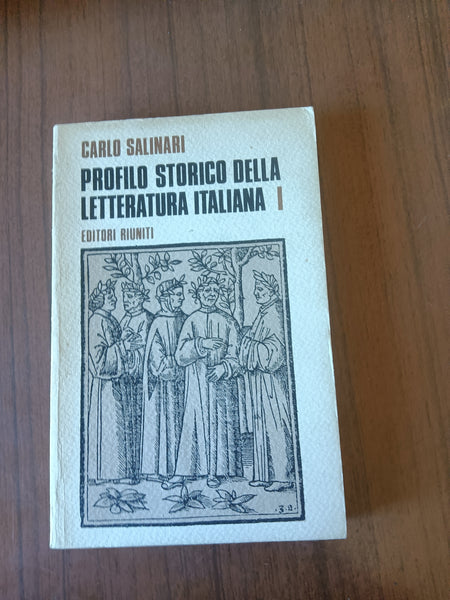 CARLO SALINARI
PROFILO STORICO DELLA
LETTERATURA ITALIANA I
EDITORI RIUNITI